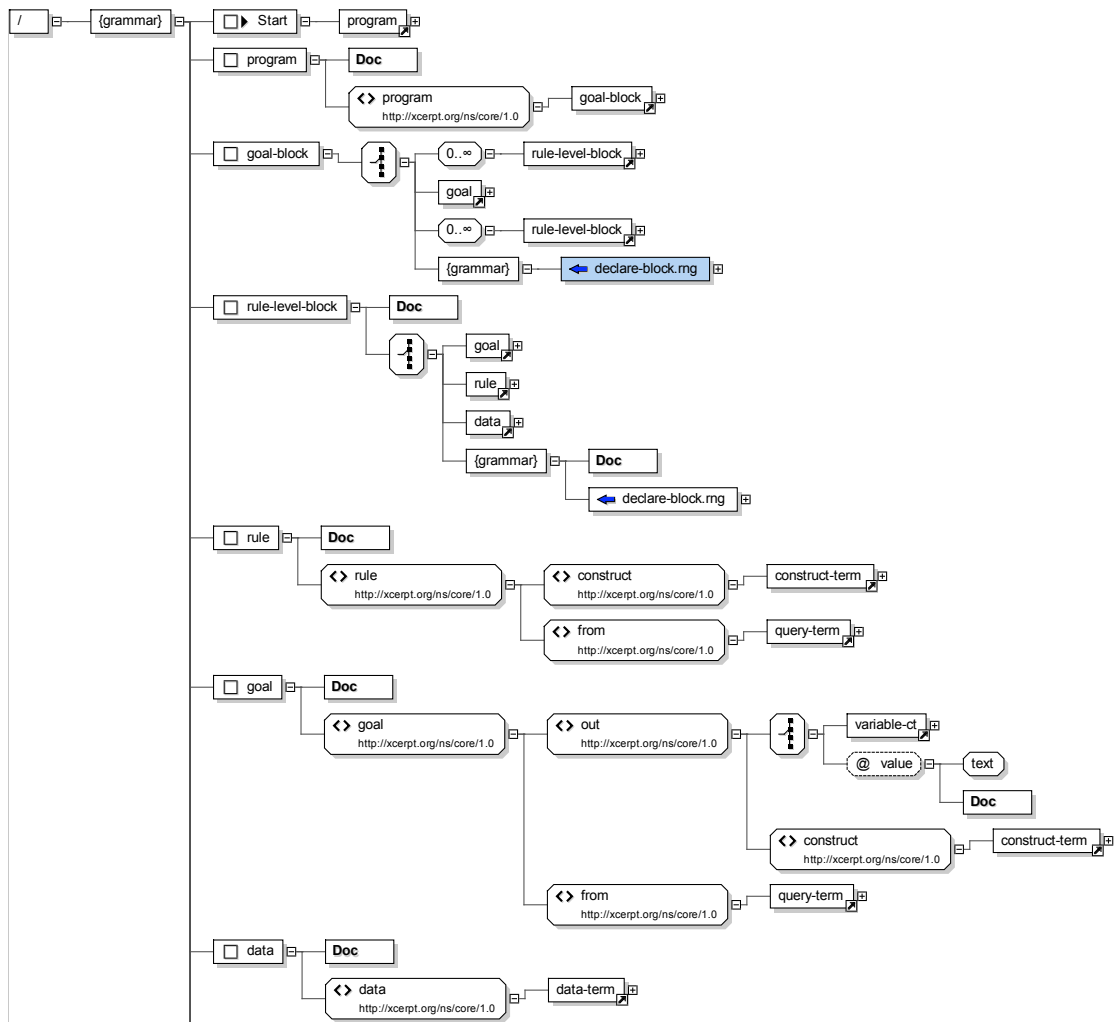 / {grammar} Start program
program Doc
program
http://xcerpt.org/ns/core/1.0
goal-block
goal-block 0..∞ rule-level-block
goal
0..∞ rule-level-block
{grammar} declare-block.rng
rule-level-block Doc
goal
rule
data
{grammar} Doc
declare-block.rng
rule Doc
rule
http://xcerpt.org/ns/core/1.0
construct
http://xcerpt.org/ns/core/1.0
construct-term
from
http://xcerpt.org/ns/core/1.0
query-term
goal Doc
goal
http://xcerpt.org/ns/core/1.0
out
http://xcerpt.org/ns/core/1.0
variable-ct
@ value text
Doc
construct
http://xcerpt.org/ns/core/1.0
construct-term
from
http://xcerpt.org/ns/core/1.0
query-term
data Doc
data
http://xcerpt.org/ns/core/1.0
data-term